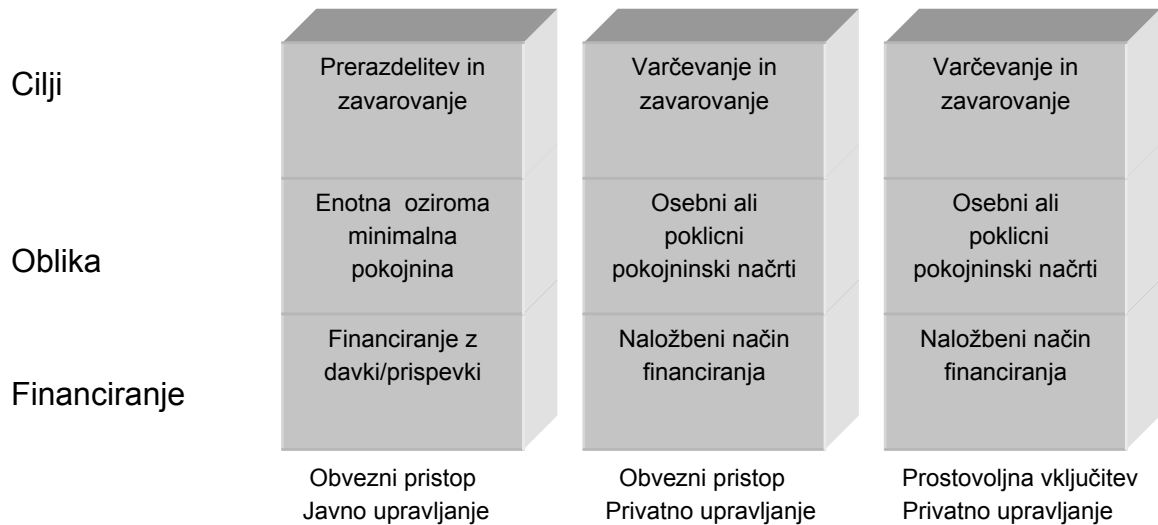 Cilji
Prerazdelitev in
zavarovanje
Varčevanje in
zavarovanje
Varčevanje in
zavarovanje
Oblika
Enotna oziroma
minimalna
pokojnina
Osebni ali
poklicni
pokojninski načrti
Osebni ali
poklicni
pokojninski načrti
Financiranje
Financiranje z
davki/prispevki
Naložbeni način
financiranja
Naložbeni način
financiranja
Obvezni pristop
Javno upravljanje
Obvezni pristop
Privatno upravljanje
Prostovoljna vključitev
Privatno upravljanje